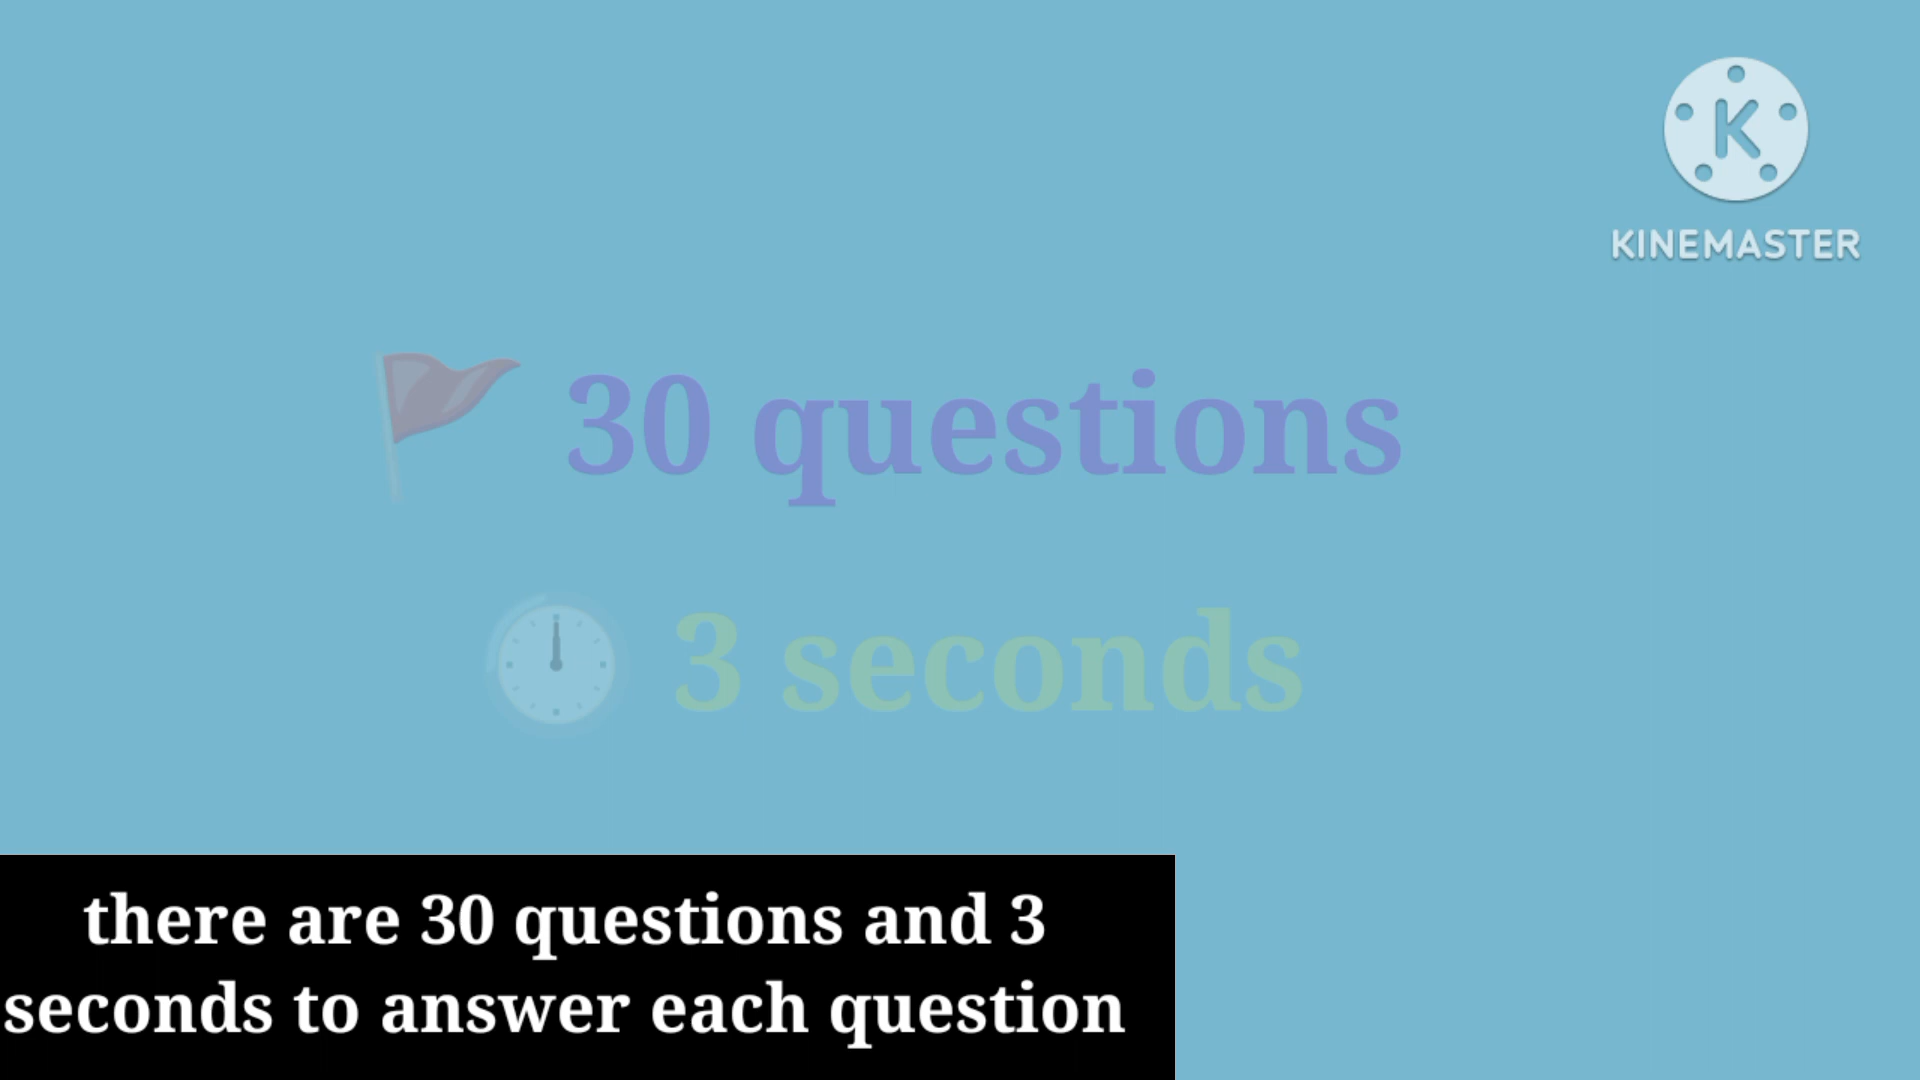 K
KINEMASTER
30 questions
3 seconds
there are 30 questions and 3
seconds to answer each question